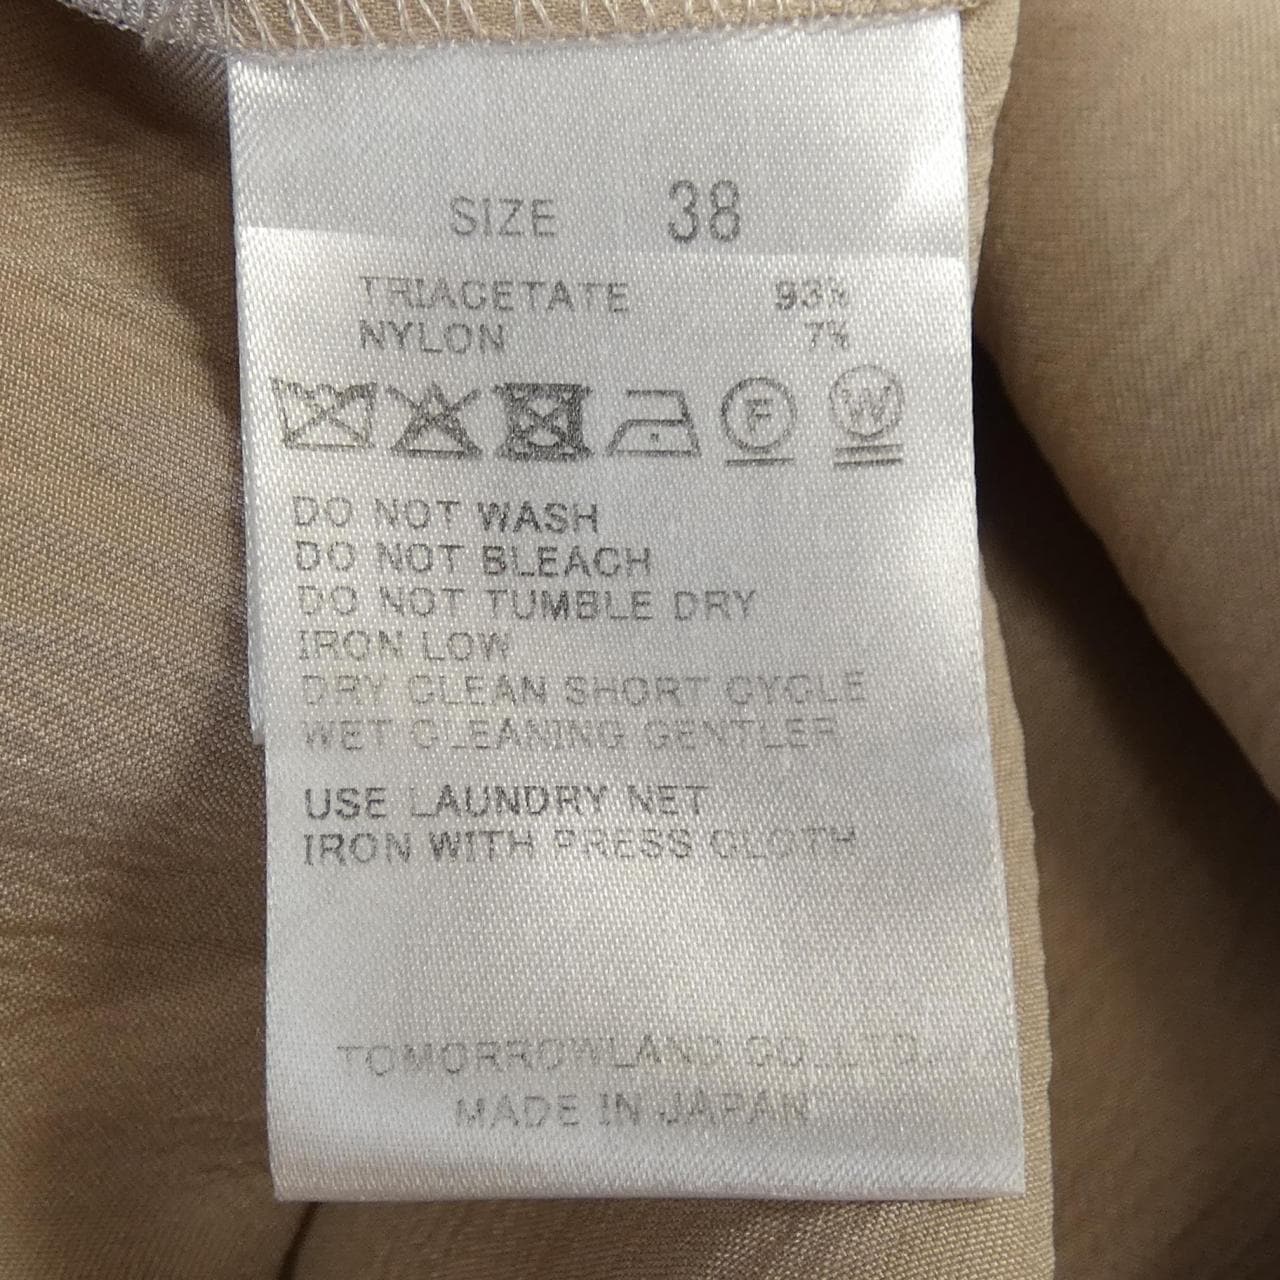 SIZE 38
TRIACETATE 93%
NYLON 7%
F W
DO NOT WASH
DO NOT BLEACH
DO NOT TUMBLE DRY
IRON LOW
DRY CLEAN SHORT CYCLE
WET CLEANING GENTLER
USE LAUNDRY NET
IRON WITH PRESS CLOTH
TOMORROWLAND CO.,LTD.
MADE IN JAPAN